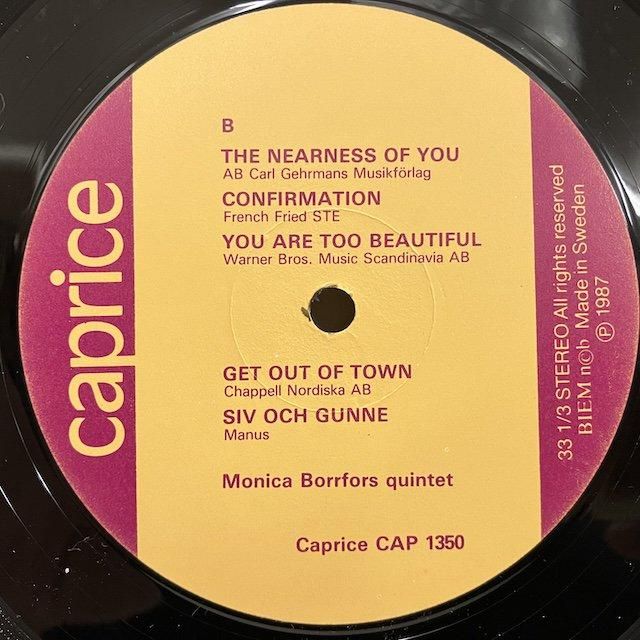 caprice
B
THE NEARNESS OF YOU
AB Carl Gehrmans Musikförlag
CONFIRMATION
French Fried STE
YOU ARE TOO BEAUTIFUL
Warner Bros. Music Scandinavia AB
GET OUT OF TOWN
Chappell Nordiska AB
SIV OCH GUNNE
Manus
Monica Borrfors quintet
Caprice CAP 1350
33 1/3 STEREO All rights reserved
BIEM n©b Made in Sweden
℗ 1987